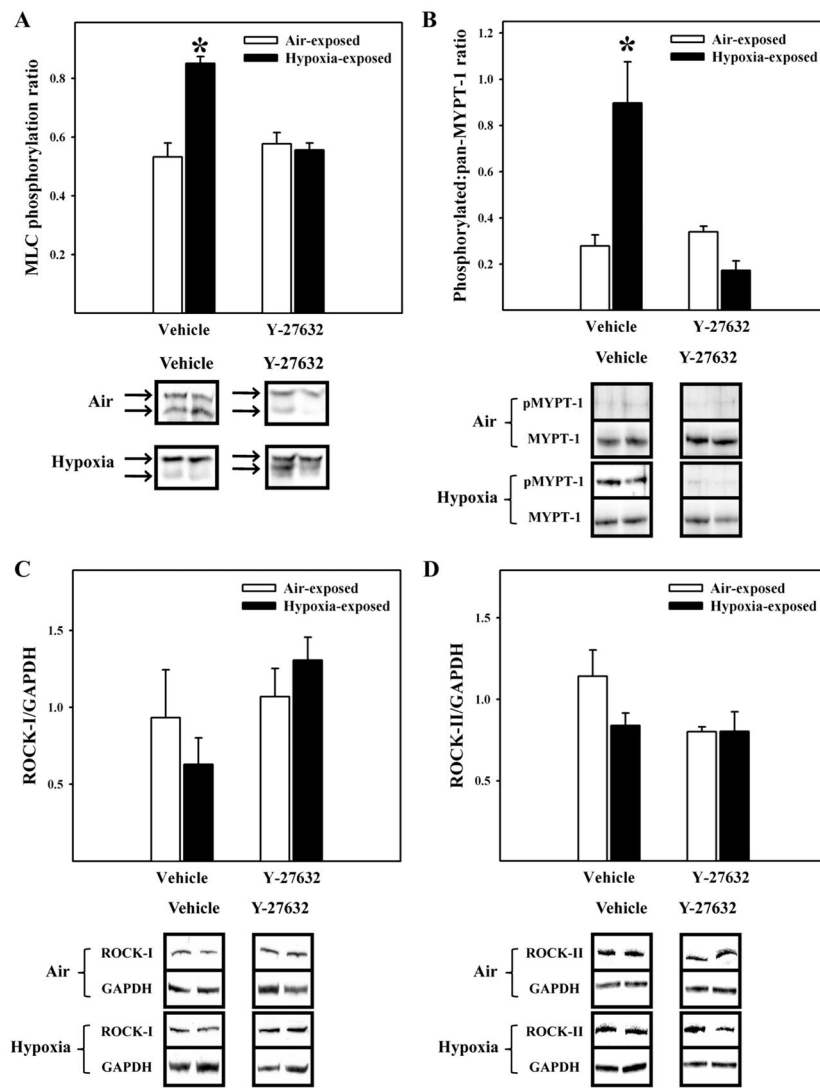 A
MLC phosphorylation ratio
*
Air-exposed
Hypoxia-exposed
0.8
0.6
0.4
0.2
Vehicle Y-27632
Vehicle Y-27632
Air
Hypoxia
B
Phosphorylated:pan-MYPT-1 ratio
*
Air-exposed
Hypoxia-exposed
1.2
1.0
0.8
0.6
0.4
0.2
Vehicle Y-27632
Vehicle Y-27632
Air
pMYPT-1
MYPT-1
Hypoxia
pMYPT-1
MYPT-1
C
ROCK-I/GAPDH
Air-exposed
Hypoxia-exposed
1.5
1.0
0.5
Vehicle Y-27632
Vehicle Y-27632
Air
ROCK-I
GAPDH
Hypoxia
ROCK-I
GAPDH
D
ROCK-II/GAPDH
Air-exposed
Hypoxia-exposed
1.5
1.0
0.5
Vehicle Y-27632
Vehicle Y-27632
Air
ROCK-II
GAPDH
Hypoxia
ROCK-II
GAPDH